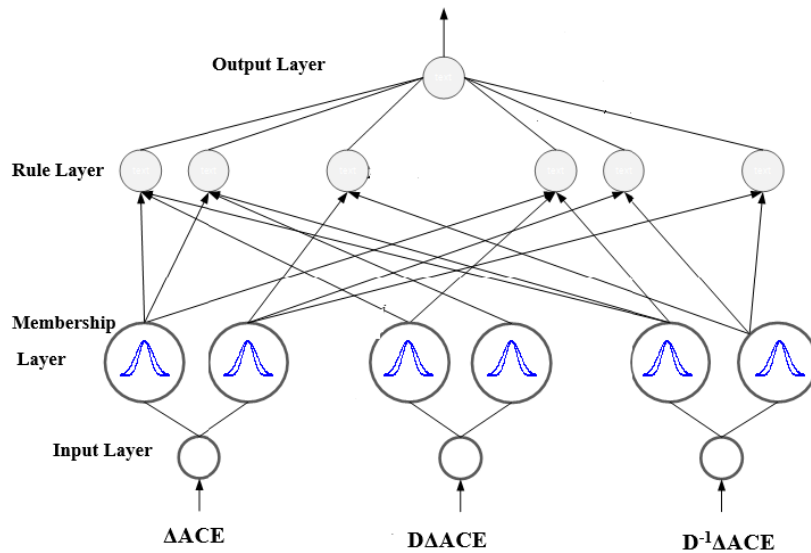 Output Layer
Rule Layer
Membership
Layer
Input Layer
ΔACE
DΔACE
D⁻¹ΔACE